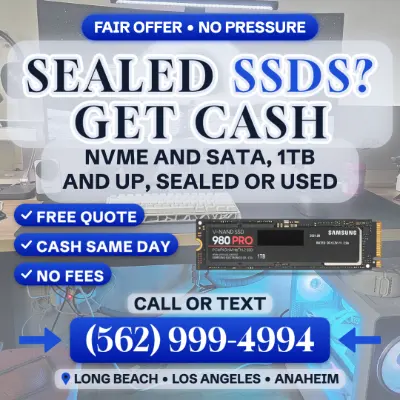 FAIR OFFER • NO PRESSURE
SEALED SSDS?
GET CASH
NVME AND SATA, 1TB
AND UP, SEALED OR USED
✓ FREE QUOTE
✓ CASH SAME DAY
✓ NO FEES
V-NAND SSD
980 PRO
1TB
SAMSUNG
CALL OR TEXT
(562) 999-4994
LONG BEACH • LOS ANGELES • ANAHEIM